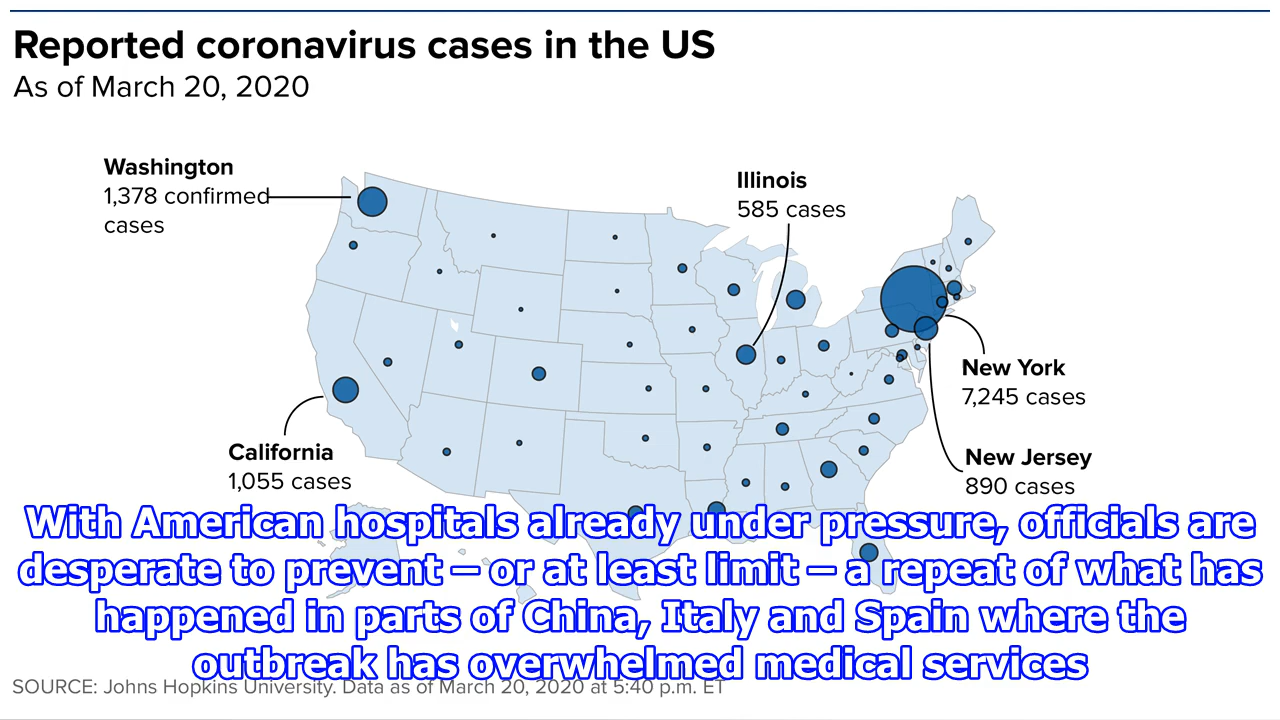 Reported coronavirus cases in the US
As of March 20, 2020
Washington
1,378 confirmed
cases
Illinois
585 cases
New York
7,245 cases
California
1,055 cases
New Jersey
890 cases
With American hospitals already under pressure, officials are
desperate to prevent – or at least limit – a repeat of what has
happened in parts of China, Italy and Spain where the
outbreak has overwhelmed medical services
SOURCE: Johns Hopkins University. Data as of March 20, 2020 at 5:40 p.m. ET